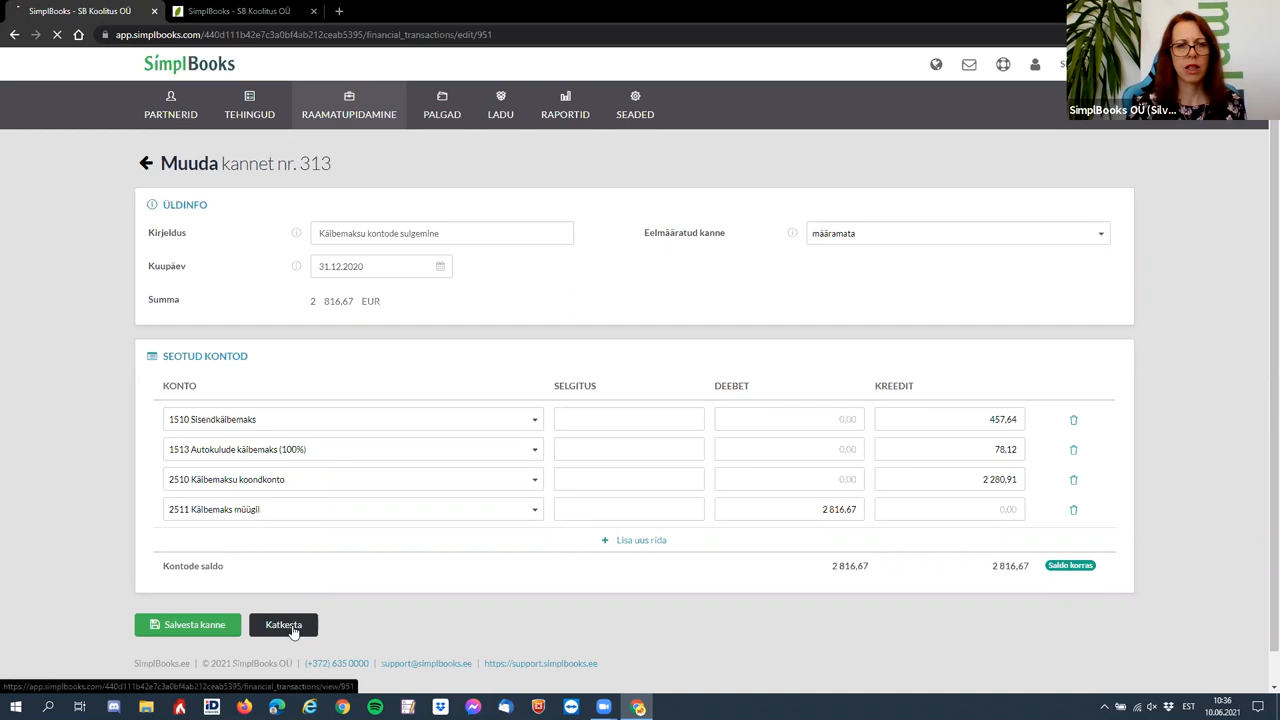 SimplBooks - SB Koolitus OÜ
SimplBooks - SB Koolitus OÜ
app.simplbooks.com/440d111b42e7c3a0bf4ab212ceab5395/financial_transactions/edit/951
SimplBooks
PARTNERID TEHINGUD RAAMATUPIDAMINE PALGAD LADU RAPORTID SEADED
SimplBooks OÜ (Silv...
Muuda kannet nr. 313
ÜLDINFO
Kirjeldus Käibemaksu kontode sulgemine Eelmääratud kanne määramata
Kuupäev 31.12.2020
Summa 2 816,67 EUR
SEOTUD KONTOD
KONTO SELGITUS DEEBET KREEDIT
1510 Sisendkäibemaks 0,00 457,64
1513 Autokulude käibemaks (100%) 0,00 78,12
2510 Käibemaksu koondkonto 0,00 2 280,91
2511 Käibemaks müügil 2 816,67 0,00
+ Lisa uus rida
Kontode saldo 2 816,67 2 816,67 Saldo korras
Salvesta kanne Katkesta
SimplBooks.ee | © 2021 SimplBooks OÜ | (+372) 635 0000 | support@simplbooks.ee | https://support.simplbooks.ee
https://app.simplbooks.com/440d111b42e7c3a0bf4ab212ceab5395/financial_transactions/view/951
EST
10:36
10.06.2021